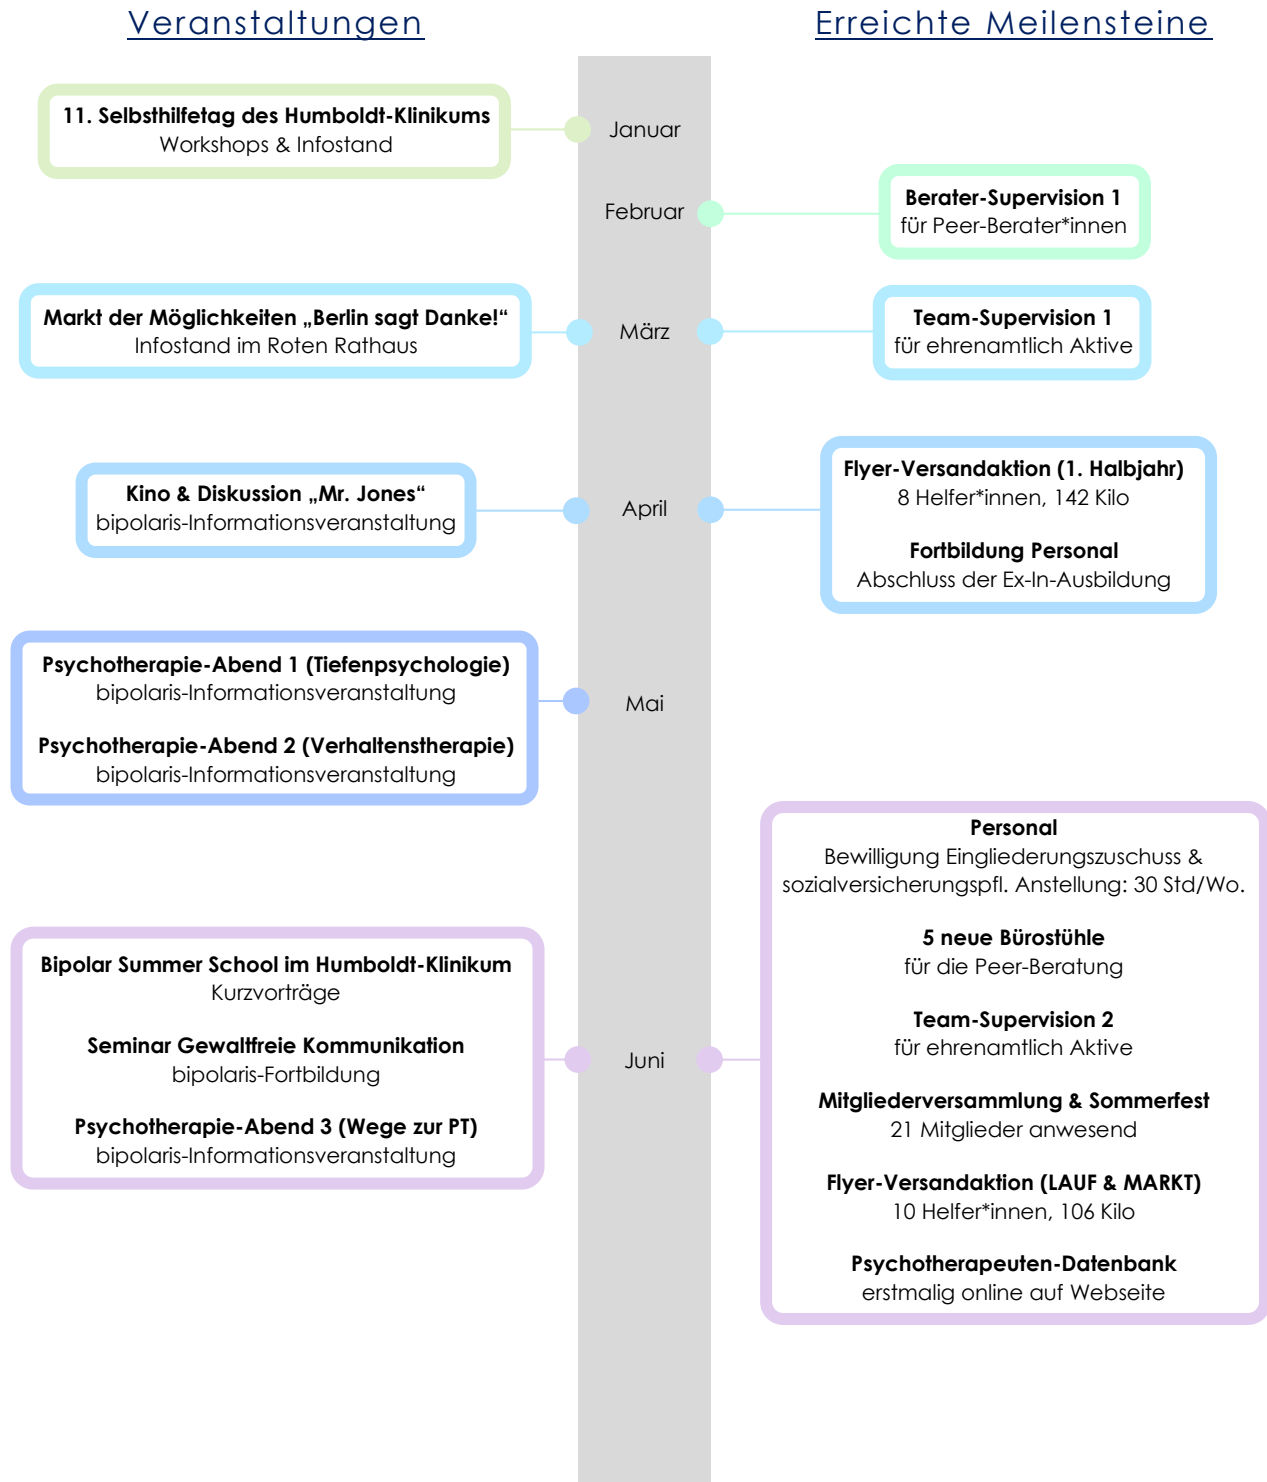 Veranstaltungen
Erreichte Meilensteine
11. Selbsthilfetag des Humboldt-Klinikums
Workshops & Infostand
Januar
Februar
Berater-Supervision 1
für Peer-Berater*innen
Markt der Möglichkeiten „Berlin sagt Danke!“
Infostand im Roten Rathaus
März
Team-Supervision 1
für ehrenamtlich Aktive
Kino & Diskussion „Mr. Jones“
bipolaris-Informationsveranstaltung
April
Flyer-Versandaktion (1. Halbjahr)
8 Helfer*innen, 142 Kilo
Fortbildung Personal
Abschluss der Ex-In-Ausbildung
Psychotherapie-Abend 1 (Tiefenpsychologie)
bipolaris-Informationsveranstaltung
Psychotherapie-Abend 2 (Verhaltenstherapie)
bipolaris-Informationsveranstaltung
Mai
Bipolar Summer School im Humboldt-Klinikum
Kurzvorträge
Seminar Gewaltfreie Kommunikation
bipolaris-Fortbildung
Psychotherapie-Abend 3 (Wege zur PT)
bipolaris-Informationsveranstaltung
Juni
Personal
Bewilligung Eingliederungszuschuss &
sozialversicherungspfl. Anstellung: 30 Std/Wo.
5 neue Bürostühle
für die Peer-Beratung
Team-Supervision 2
für ehrenamtlich Aktive
Mitgliederversammlung & Sommerfest
21 Mitglieder anwesend
Flyer-Versandaktion (LAUF & MARKT)
10 Helfer*innen, 106 Kilo
Psychotherapeuten-Datenbank
erstmalig online auf Webseite